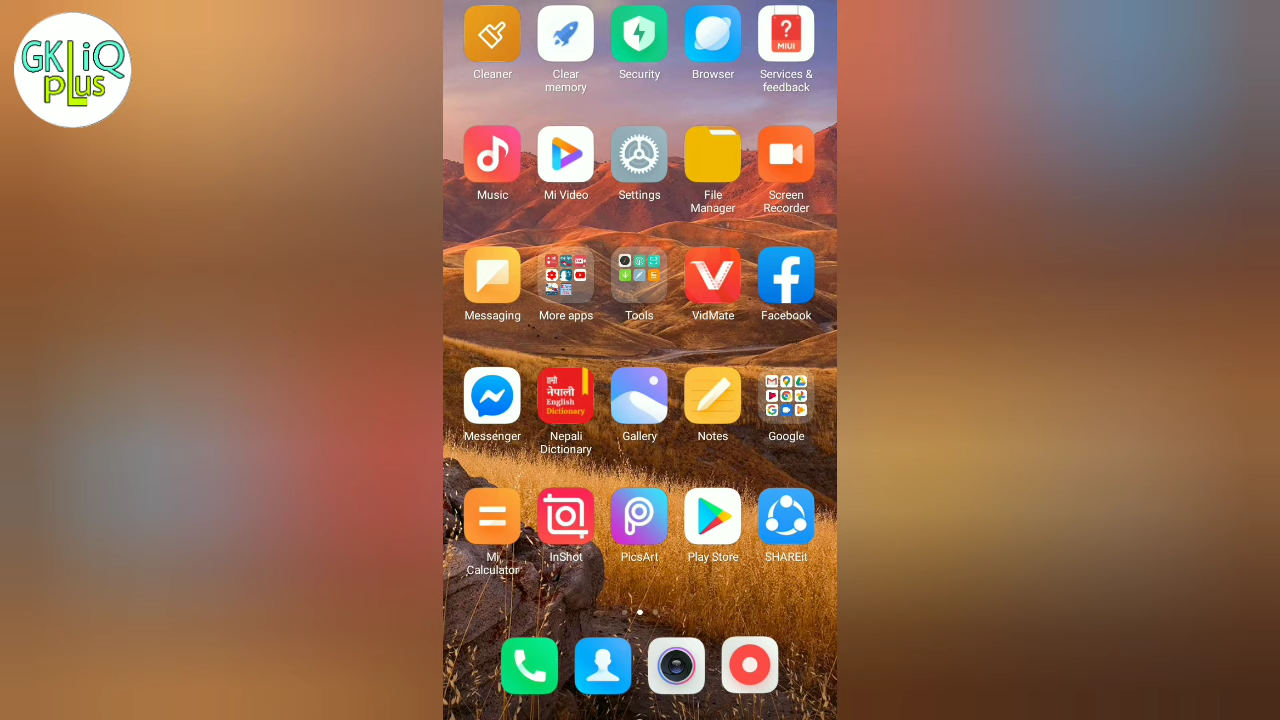 GK iQ
pLus
Cleaner
Clear
memory
Security
Browser
Services &
feedback
?
MIUI
Music
Mi Video
Settings
File
Manager
Screen
Recorder
Messaging
More apps
Tools
VidMate
Facebook
हाम्रो
नेपाली
English
Dictionary
Messenger
Nepali
Dictionary
Gallery
Notes
Google
Mi
Calculator
InShot
PicsArt
Play Store
SHAREit